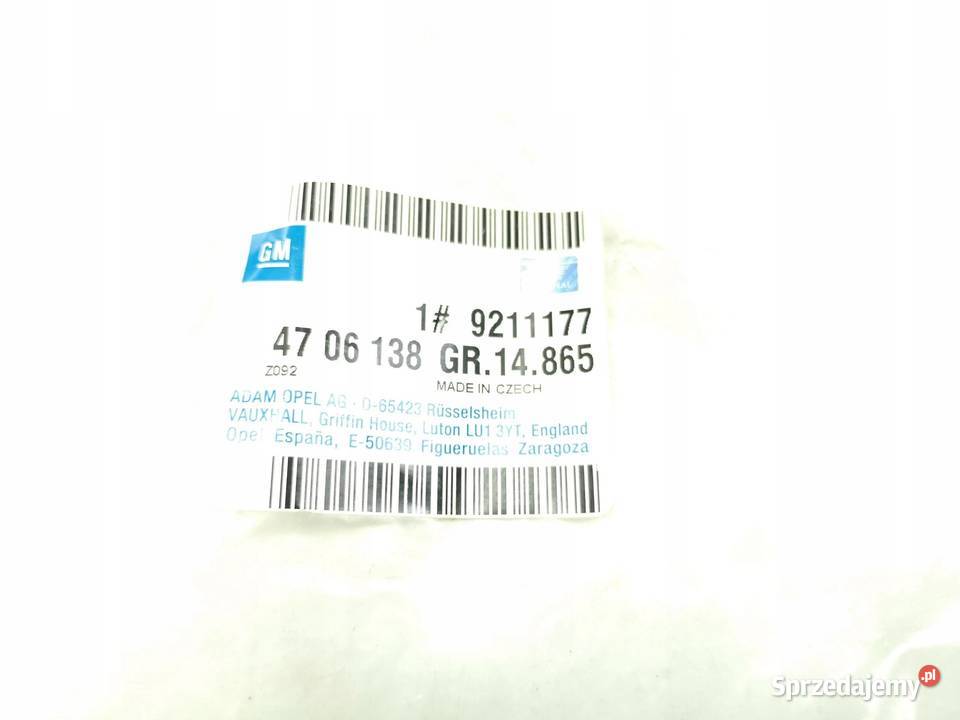 GM
1# 9211177
47 06 138 GR.14.865
Z092
MADE IN CZECH
ADAM OPEL AG · D-65423 Rüsselsheim
VAUXHALL, Griffin House, Luton LU1 3YT, England
Opel España, E-50639 Figueruelas Zaragoza
Sprzedajemy.pl